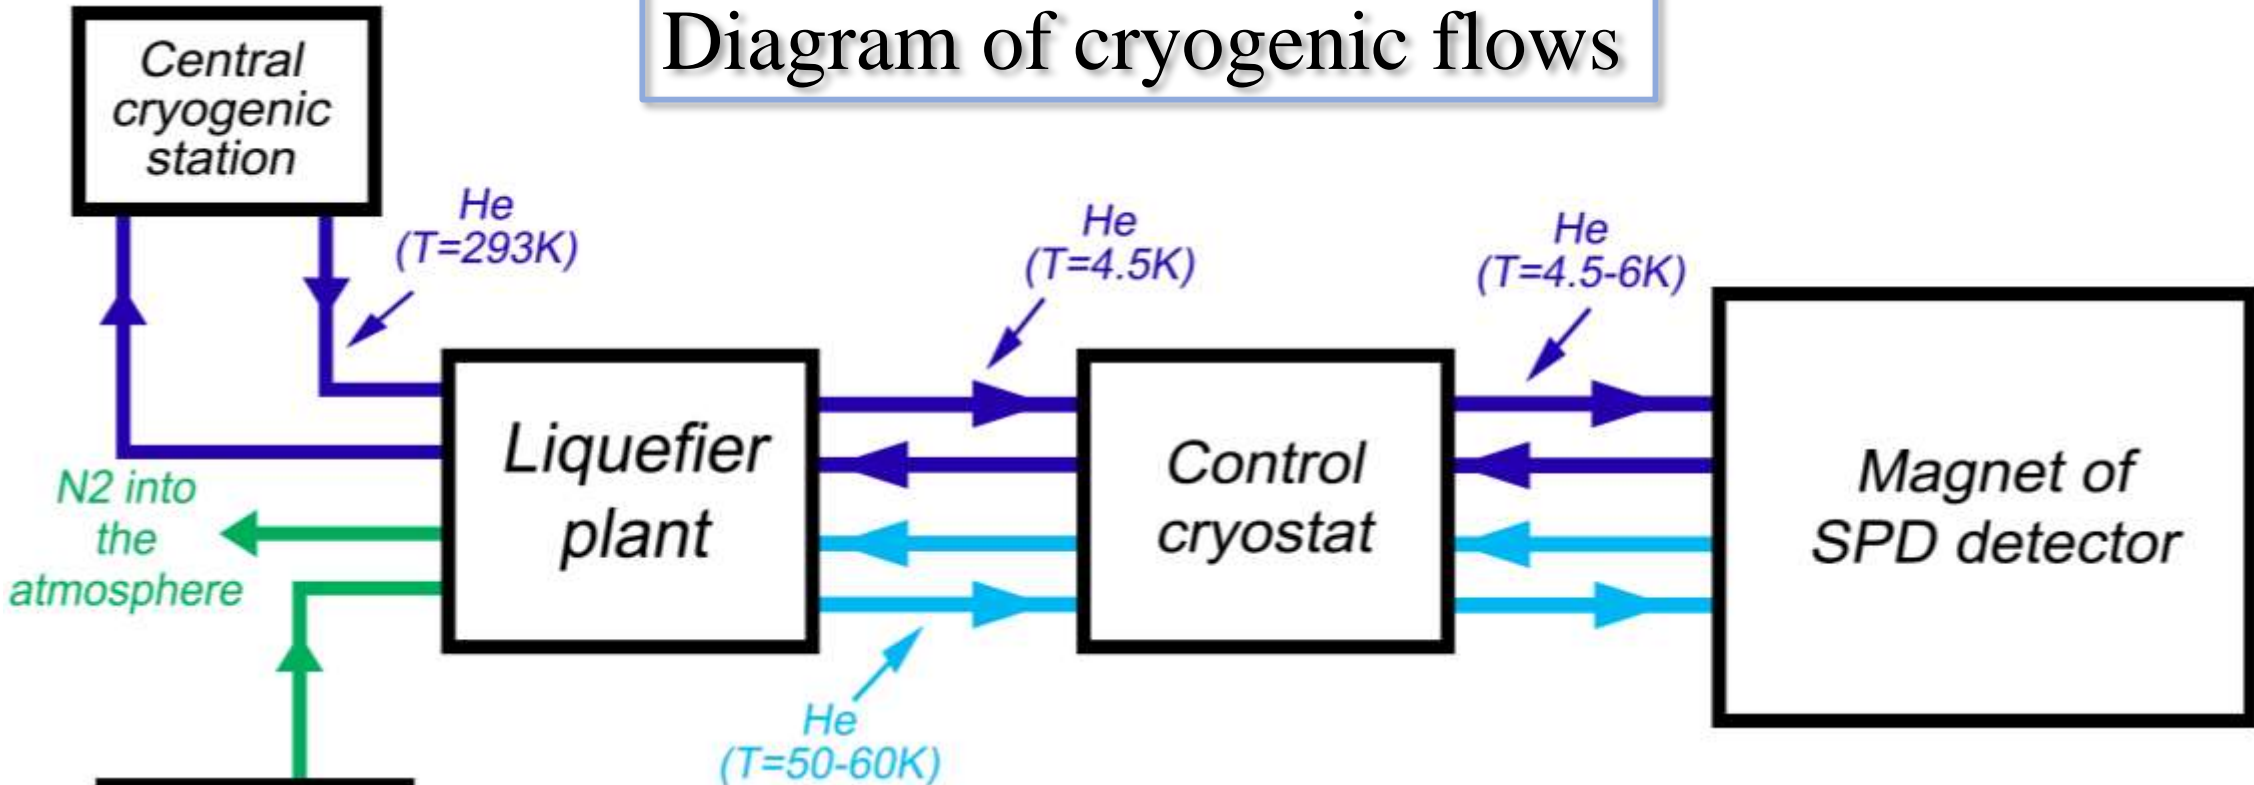 Diagram of cryogenic flows
Central
cryogenic
station
He
(T=293K)
He
(T=4.5K)
He
(T=4.5-6K)
Liquefier
plant
Control
cryostat
Magnet of
SPD detector
N2 into
the
atmosphere
He
(T=50-60K)